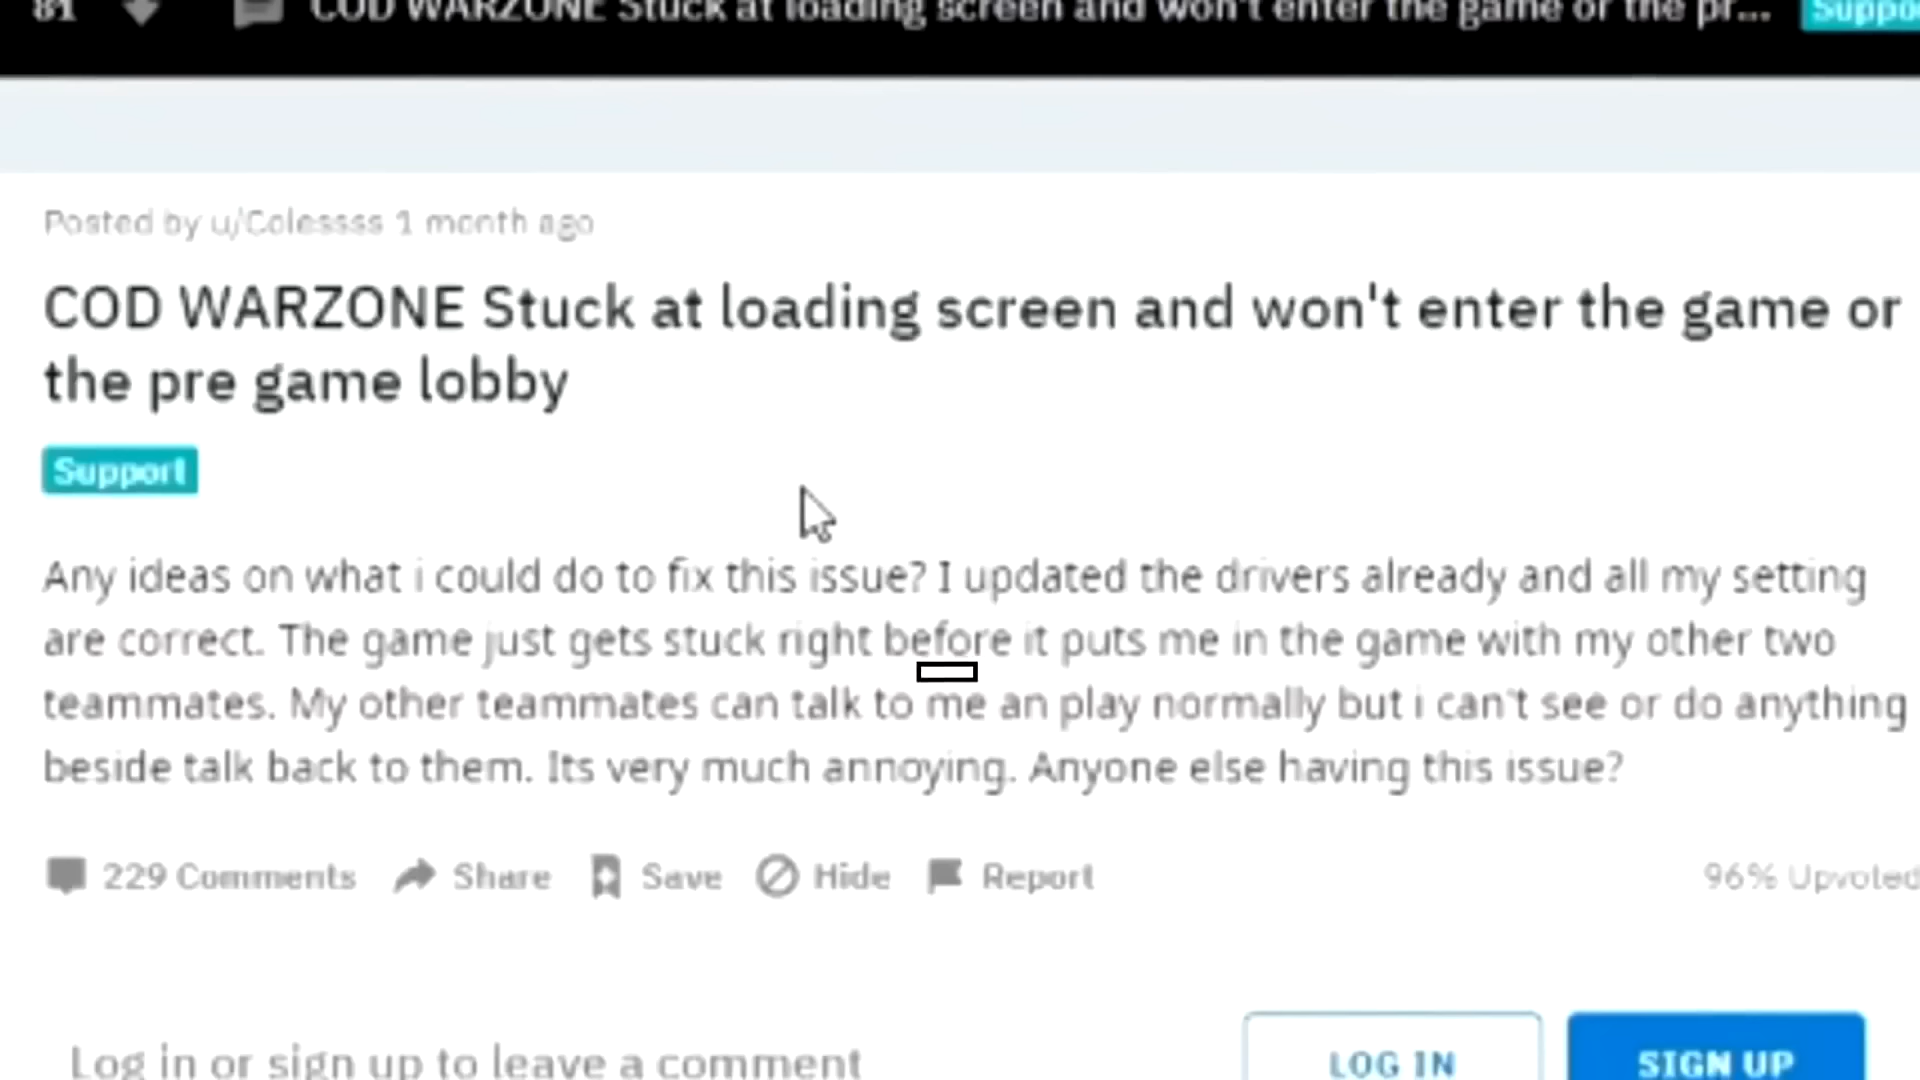 81 COD WARZONE Stuck at loading screen and won't enter the game or the pr... Suppo
Posted by u/Colessss 1 month ago
COD WARZONE Stuck at loading screen and won't enter the game or
the pre game lobby
Support
Any ideas on what i could do to fix this issue? I updated the drivers already and all my setting
are correct. The game just gets stuck right before it puts me in the game with my other two
teammates. My other teammates can talk to me an play normally but i can't see or do anything
beside talk back to them. Its very much annoying. Anyone else having this issue?
229 Comments Share Save Hide Report 96% Upvoted
Log in or sign up to leave a comment LOG IN SIGN UP